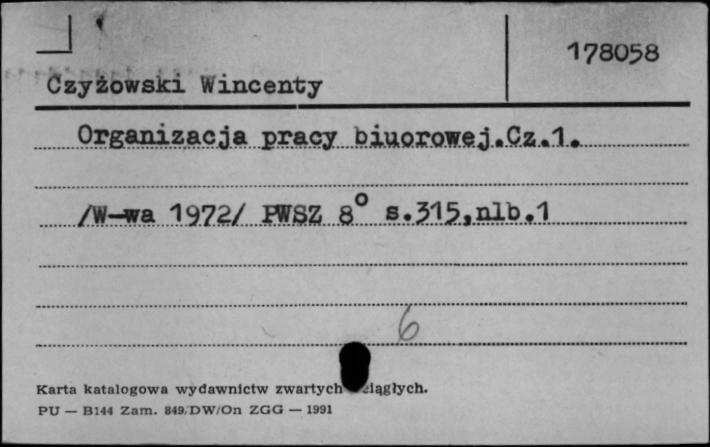 178058
Czyżowski Wincenty
Organizacja pracy biuorowej.Cz.1.
/W-wa 1972/ PWSZ 8° s.315,nlb.1
6
Karta katalogowa wydawnictw zwartych ciągłych.
PU — B144 Zam. 849/DW/On ZGG — 1991